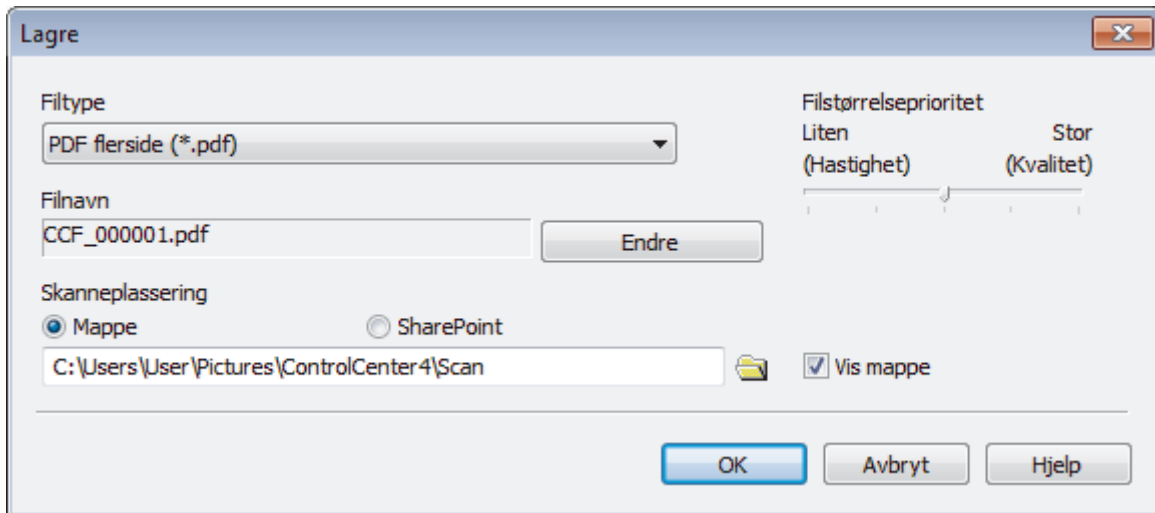 Lagre
Filtype
PDF flerside (*.pdf)
Filstørrelseprioritet
Liten Stor
(Hastighet) (Kvalitet)
Filnavn
CCF_000001.pdf
Endre
Skanneplassering
Mappe SharePoint
C:\Users\User\Pictures\ControlCenter4\Scan
Vis mappe
OK Avbryt Hjelp